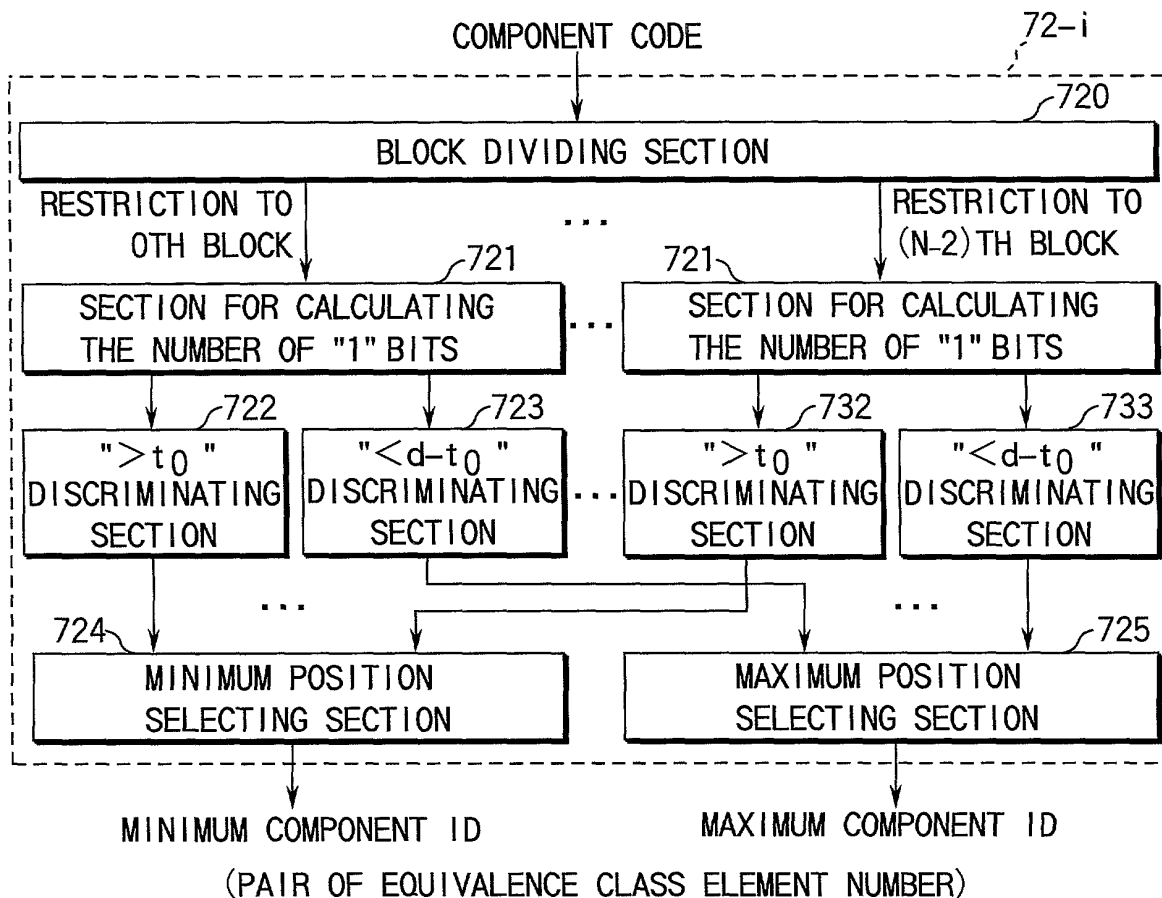 72-i
COMPONENT CODE
720
BLOCK DIVIDING SECTION
RESTRICTION TO
0TH BLOCK
...
RESTRICTION TO
(N-2)TH BLOCK
721
SECTION FOR CALCULATING
THE NUMBER OF "1" BITS
...
721
SECTION FOR CALCULATING
THE NUMBER OF "1" BITS
722
">t0"
DISCRIMINATING
SECTION
723
"<d-t0"
DISCRIMINATING
SECTION
...
732
">t0"
DISCRIMINATING
SECTION
733
"<d-t0"
DISCRIMINATING
SECTION
...
...
724
MINIMUM POSITION
SELECTING SECTION
725
MAXIMUM POSITION
SELECTING SECTION
MINIMUM COMPONENT ID
MAXIMUM COMPONENT ID
(PAIR OF EQUIVALENCE CLASS ELEMENT NUMBER)